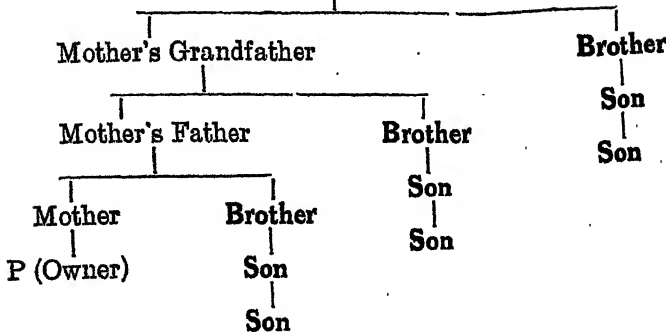 Mother's Grandfather Brother
Son
Mother's Father Brother Son
Son
Mother Brother
Son
P (Owner) Son
Son